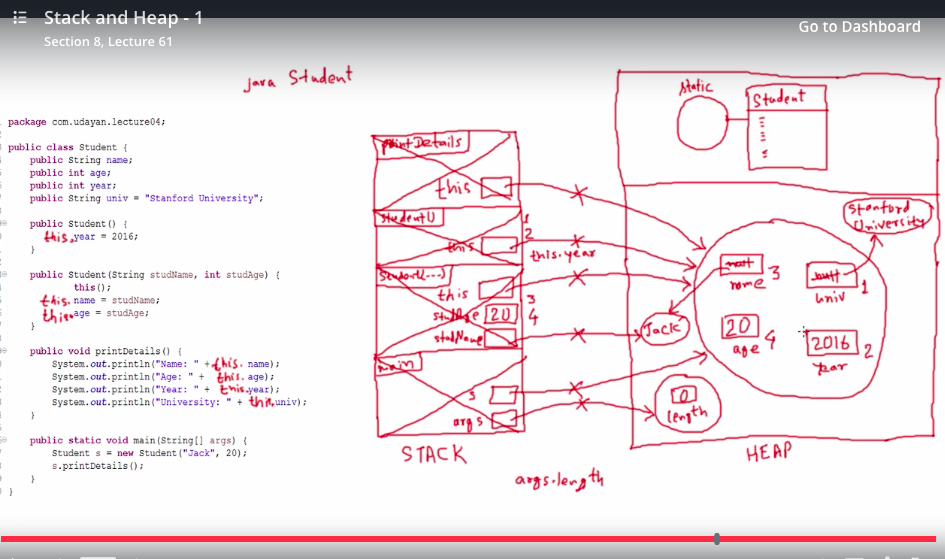 Stack and Heap - 1
Go to Dashboard
Section 8, Lecture 61
java Student
package com.udayan.lecture04;
public class Student {
public String name;
public int age;
public int year;
public String univ = "Stanford University";
public Student() {
this.year = 2016;
}
public Student(String studName, int studAge) {
this();
this.name = studName;
this.age = studAge;
}
public void printDetails() {
System.out.println("Name: " + this.name);
System.out.println("Age: " + this.age);
System.out.println("Year: " + this.year);
System.out.println("University: " + this.univ);
}
public static void main(String[] args) {
Student s = new Student("Jack", 20);
s.printDetails();
}
}
printDetails
this
Student()
1
2
this
this.year
Student(---)
this
3
studAge 20 4
studName
main
s
args
STACK
args.length
static
Student
Stanford
University
null
name 3
null
univ 1
Jack
20
age 4
2016
year 2
0
length
HEAP